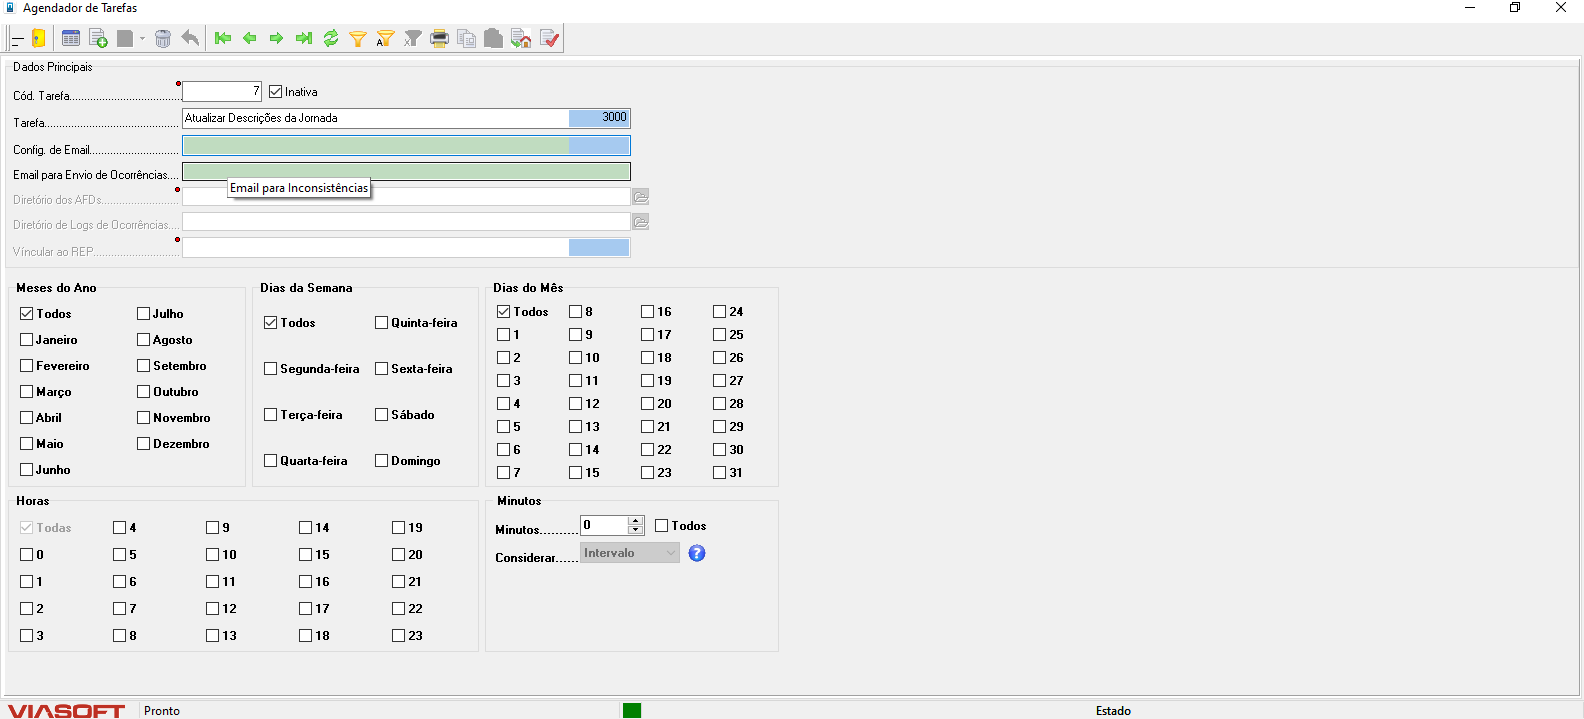 Agendador de Tarefas
Dados Principais
Cód. Tarefa 7 Inativa
Tarefa Atualizar Descrições da Jornada 3000
Config. de Email
Email para Envio de Ocorrências
Email para Inconsistências
Diretório dos AFDs
Diretório de Logs de Ocorrências
Víncular ao REP
Meses do Ano
Todos Julho
Janeiro Agosto
Fevereiro Setembro
Março Outubro
Abril Novembro
Maio Dezembro
Junho
Dias da Semana
Todos Quinta-feira
Segunda-feira Sexta-feira
Terça-feira Sábado
Quarta-feira Domingo
Dias do Mês
Todos 8 16 24
1 9 17 25
2 10 18 26
3 11 19 27
4 12 20 28
5 13 21 29
6 14 22 30
7 15 23 31
Horas
Todas 4 9 14 19
0 5 10 15 20
1 6 11 16 21
2 7 12 17 22
3 8 13 18 23
Minutos
Minutos 0 Todos
Considerar Intervalo ?
VIASOFT Pronto Estado